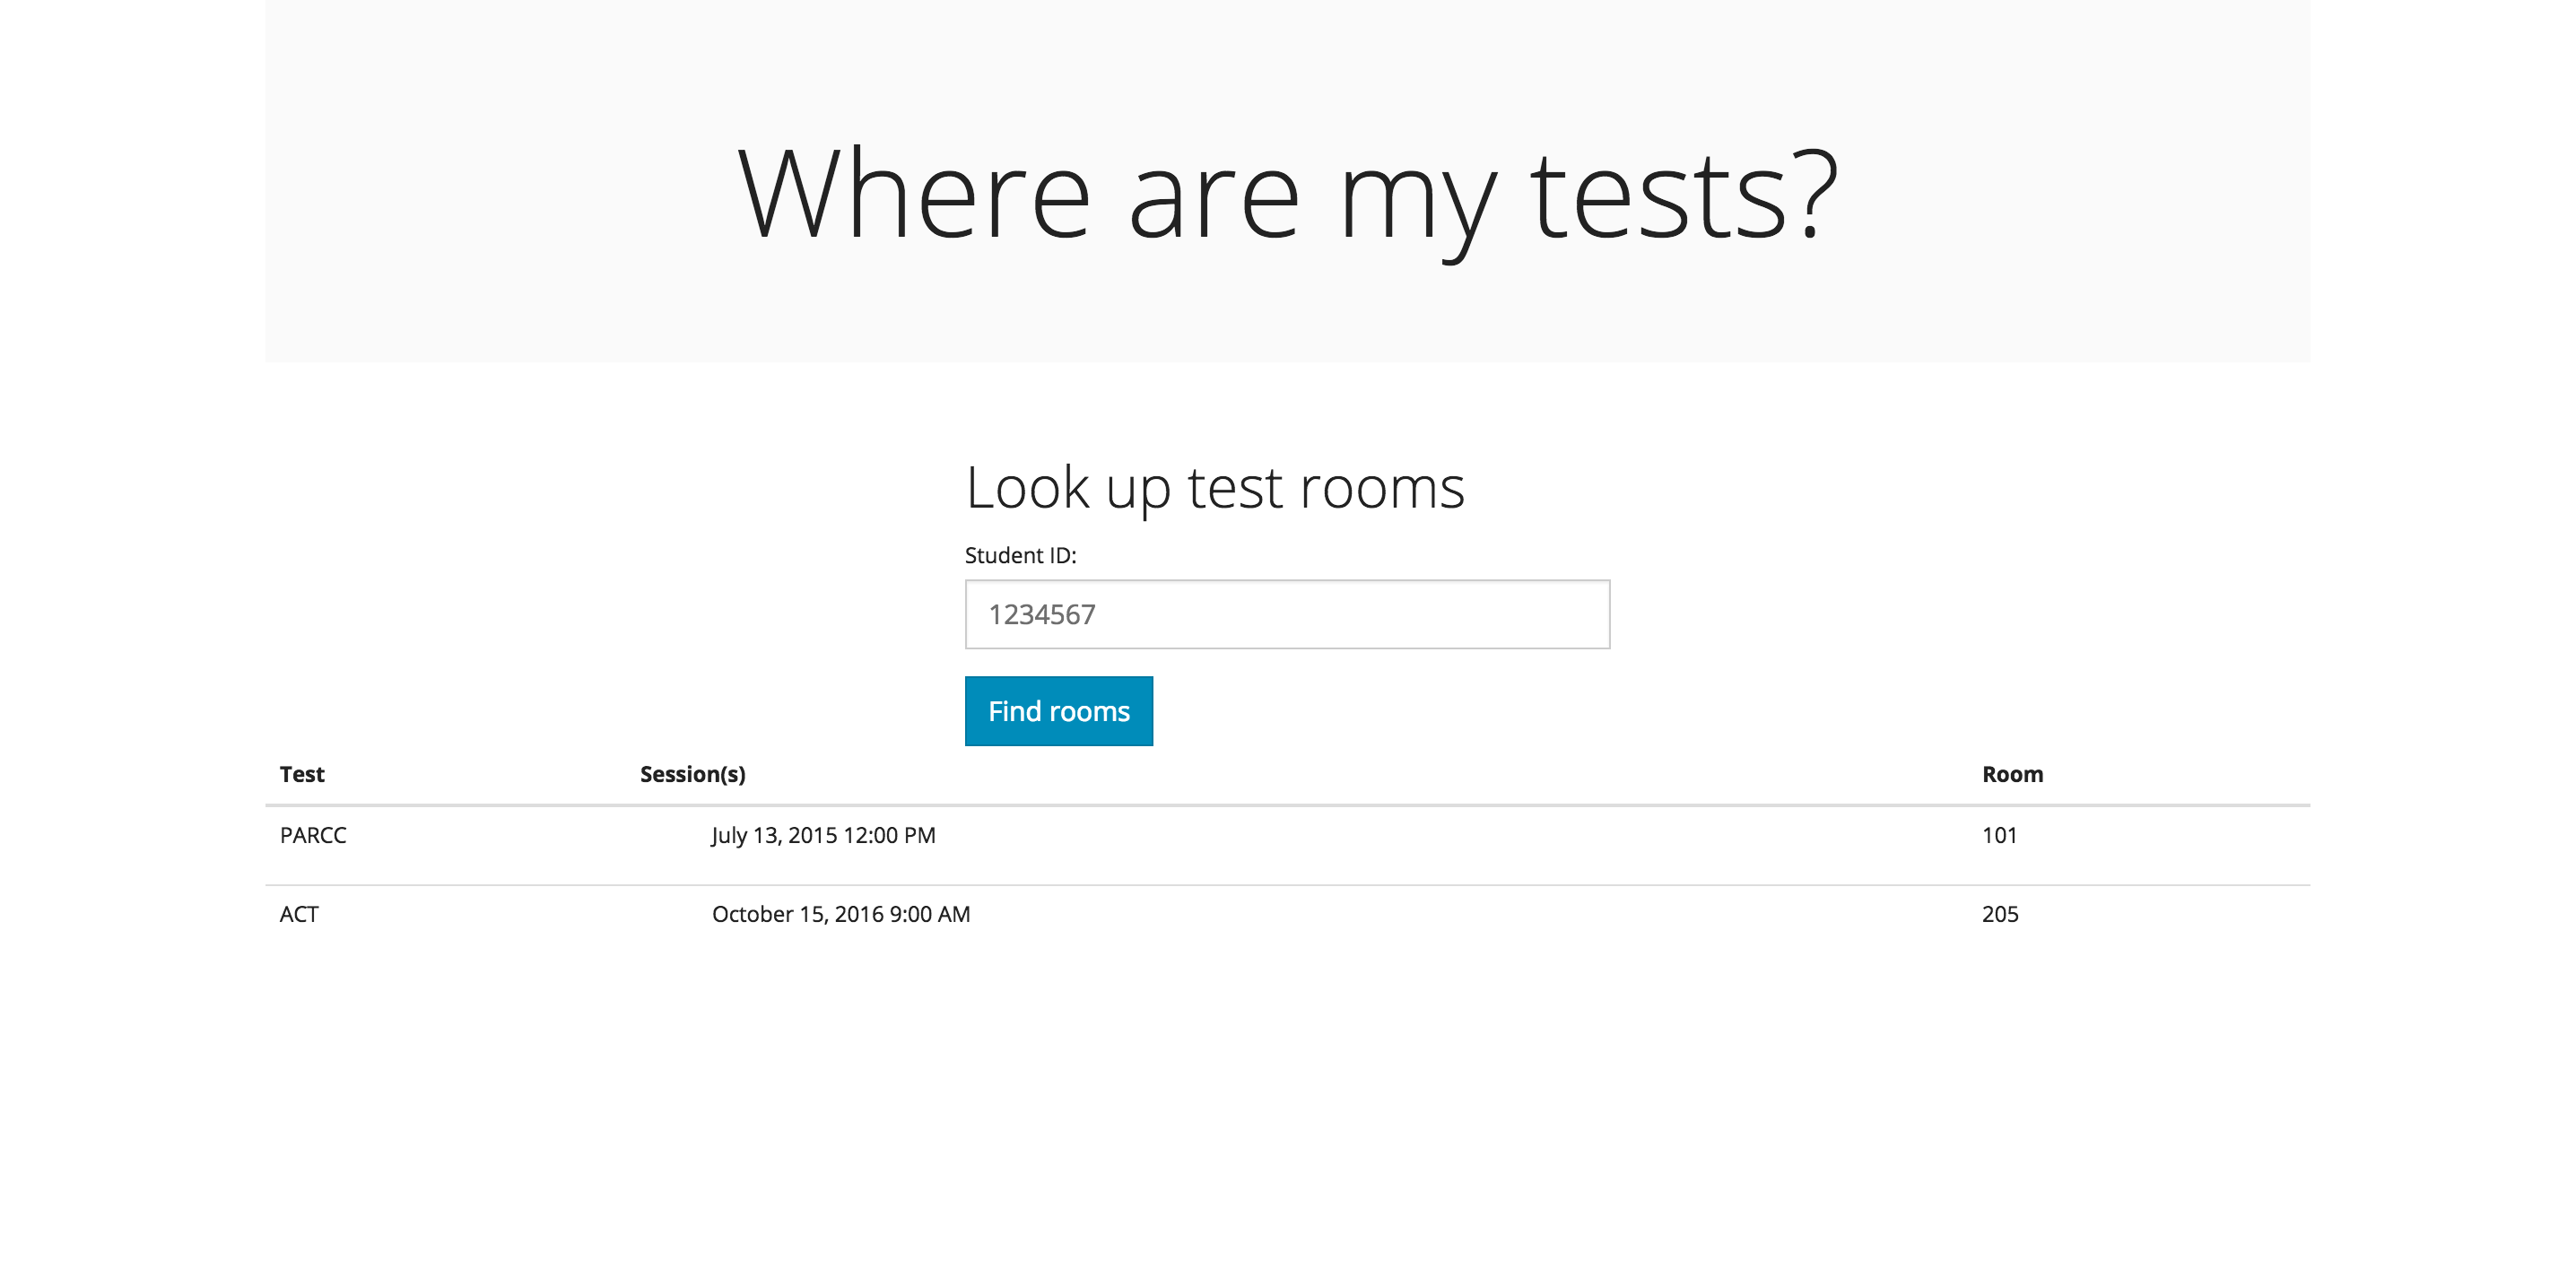 Where are my tests?
Look up test rooms
Student ID:
1234567
Find rooms
Test Session(s) Room
PARCC July 13, 2015 12:00 PM 101
ACT October 15, 2016 9:00 AM 205